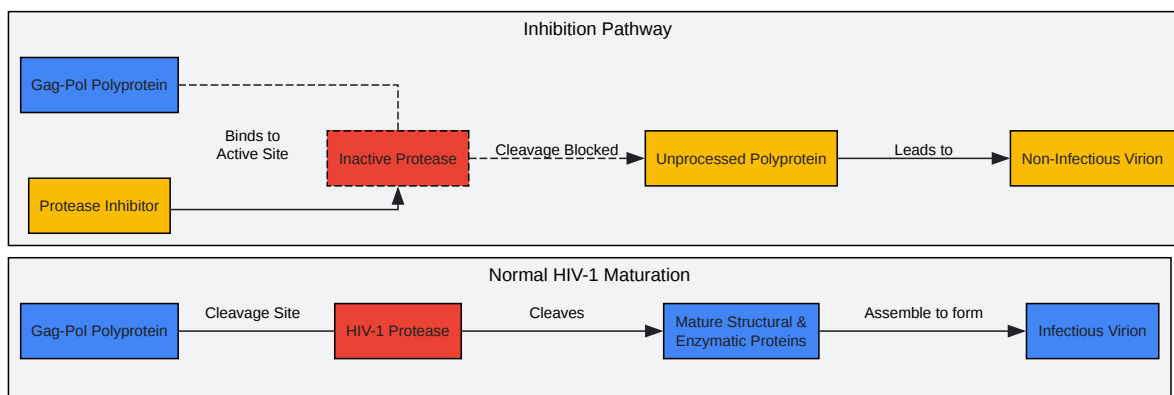 Inhibition Pathway
Gag-Pol Polyprotein
Binds to
Active Site
Inactive Protease
Cleavage Blocked
Unprocessed Polyprotein
Leads to
Non-Infectious Virion
Protease Inhibitor
Normal HIV-1 Maturation
Gag-Pol Polyprotein
Cleavage Site
HIV-1 Protease
Cleaves
Mature Structural &
Enzymatic Proteins
Assemble to form
Infectious Virion